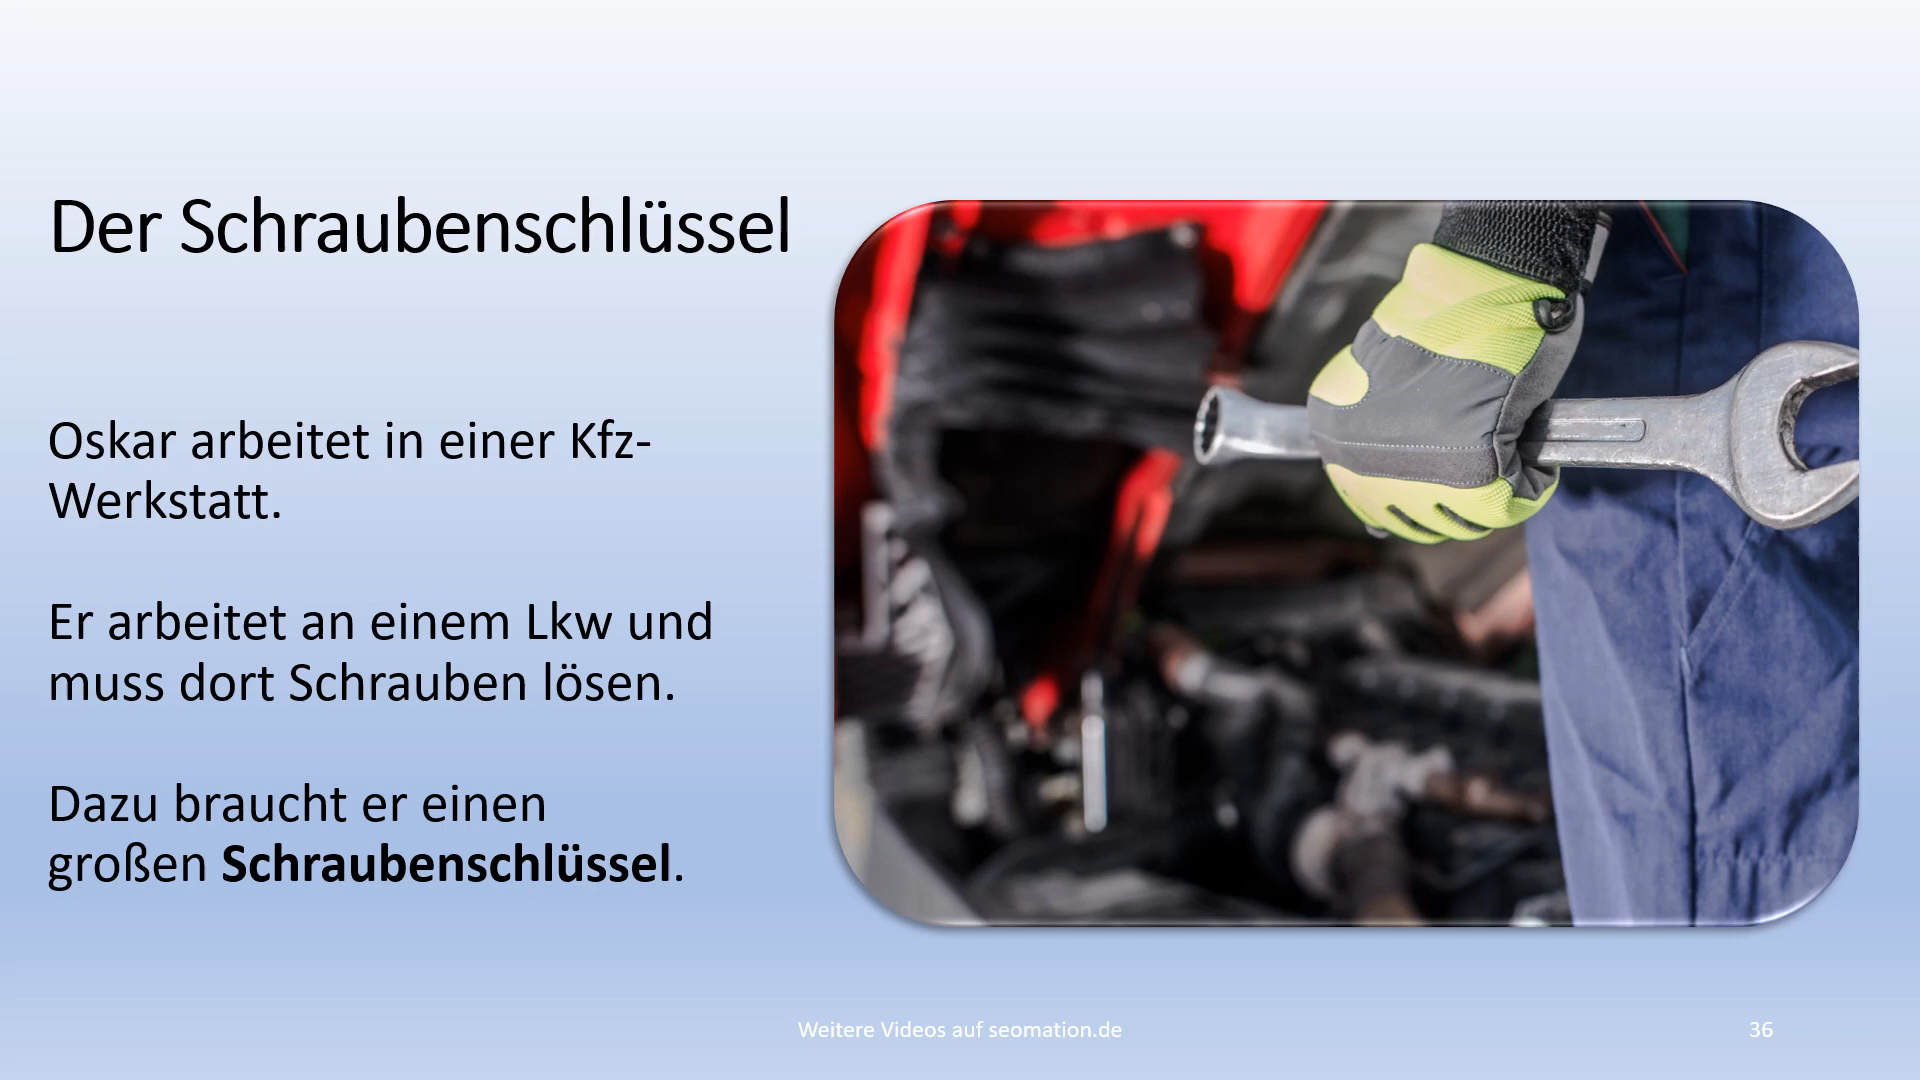 Der Schraubenschlüssel
Oskar arbeitet in einer Kfz-
Werkstatt.
Er arbeitet an einem Lkw und
muss dort Schrauben lösen.
Dazu braucht er einen
großen Schraubenschlüssel.
Weitere Videos auf seomation.de
36